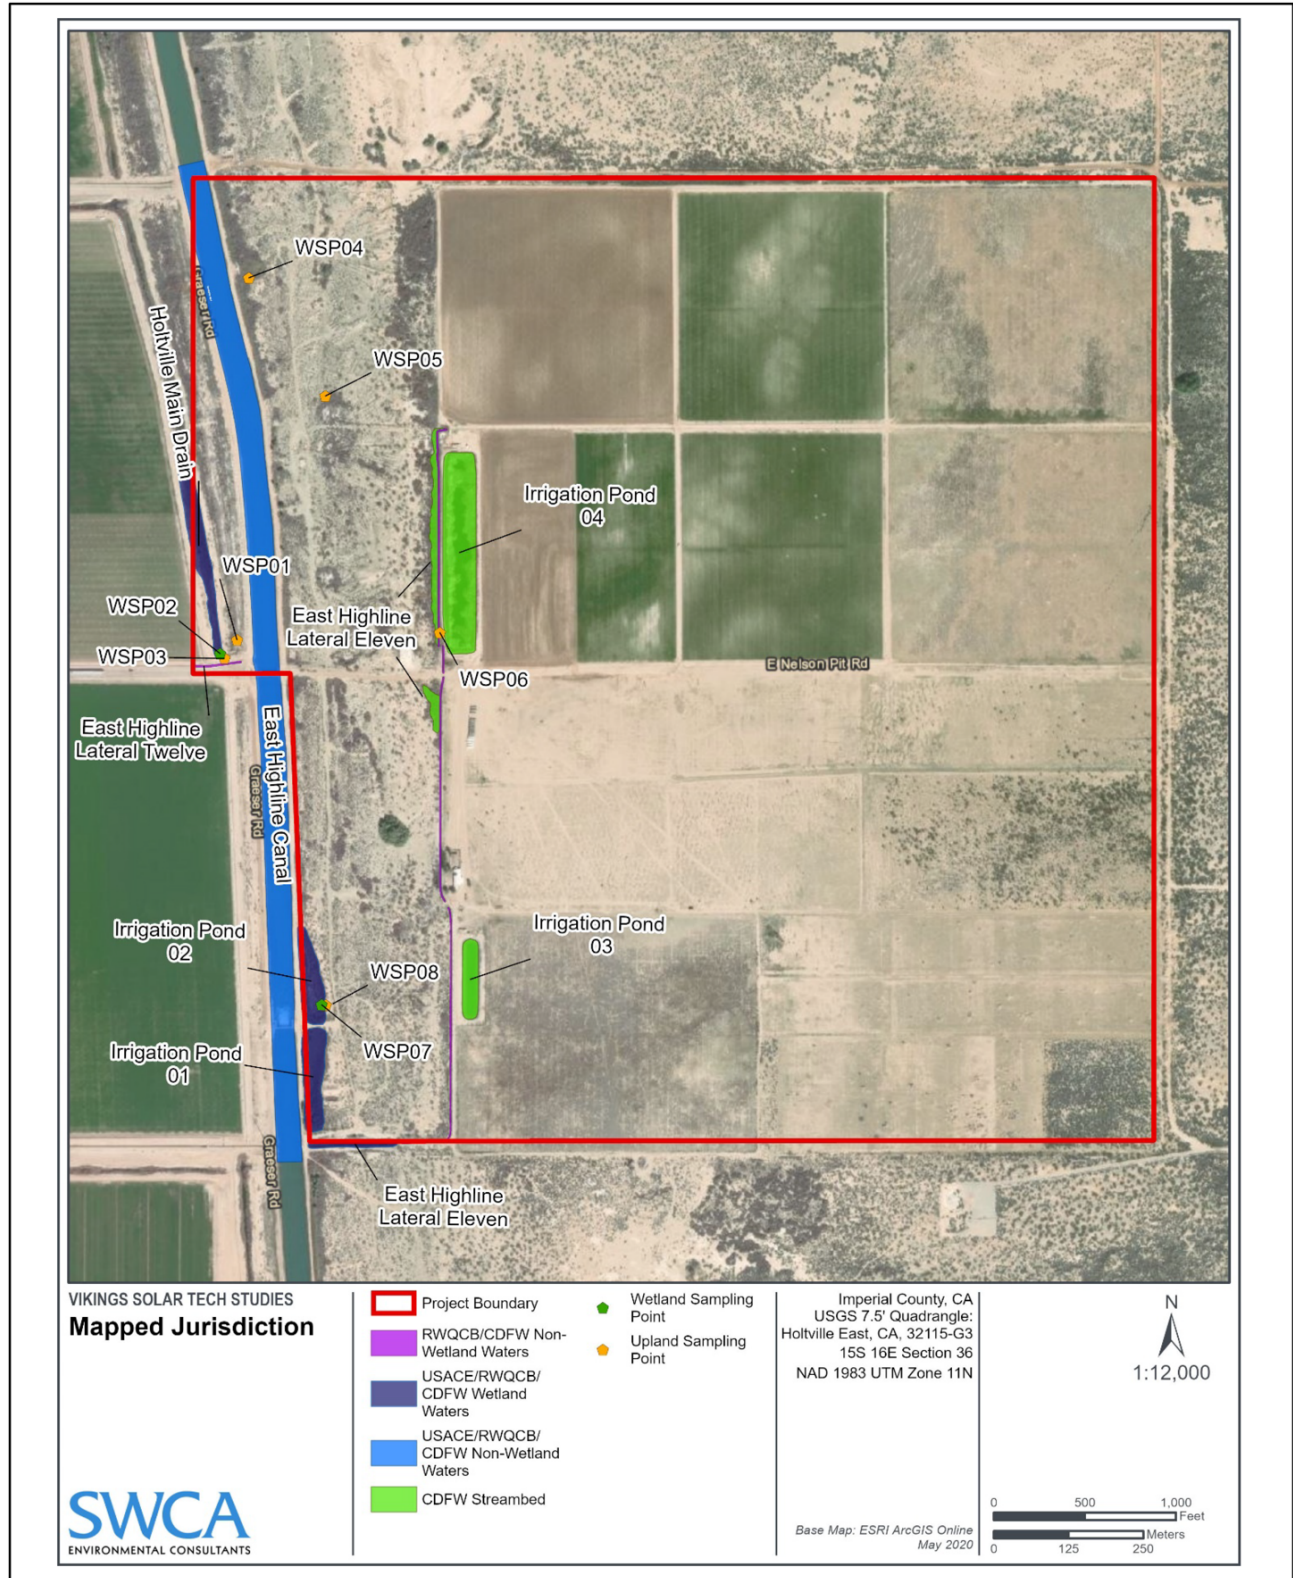 WSP04
Graeser Rd
Holtville Main Drain
WSP05
Irrigation Pond
04
WSP01
WSP02
East Highline
Lateral Eleven
WSP03
E Nelson Pit Rd
WSP06
East Highline
Lateral Twelve
East Highline Canal
Graeser Rd
Irrigation Pond
02
Irrigation Pond
03
WSP08
WSP07
Irrigation Pond
01
Graeser Rd
East Highline
Lateral Eleven
VIKINGS SOLAR TECH STUDIES
Mapped Jurisdiction
SWCA
ENVIRONMENTAL CONSULTANTS
Project Boundary
RWQCB/CDFW Non-
Wetland Waters
USACE/RWQCB/
CDFW Wetland
Waters
USACE/RWQCB/
CDFW Non-Wetland
Waters
CDFW Streambed
Wetland Sampling
Point
Upland Sampling
Point
Imperial County, CA
USGS 7.5' Quadrangle:
Holtville East, CA, 32115-G3
15S 16E Section 36
NAD 1983 UTM Zone 11N
Base Map: ESRI ArcGIS Online
May 2020
N
1:12,000
0 500 1,000
Feet
Meters
0 125 250